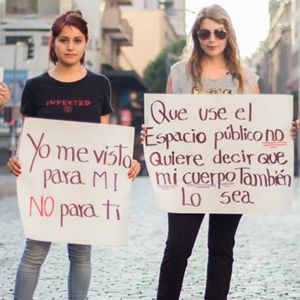 INFECTED
Yo me visto
para MI
NO para ti
Que use el
Espacio público no
Quiere decir que
mi cuerpo También
Lo sea